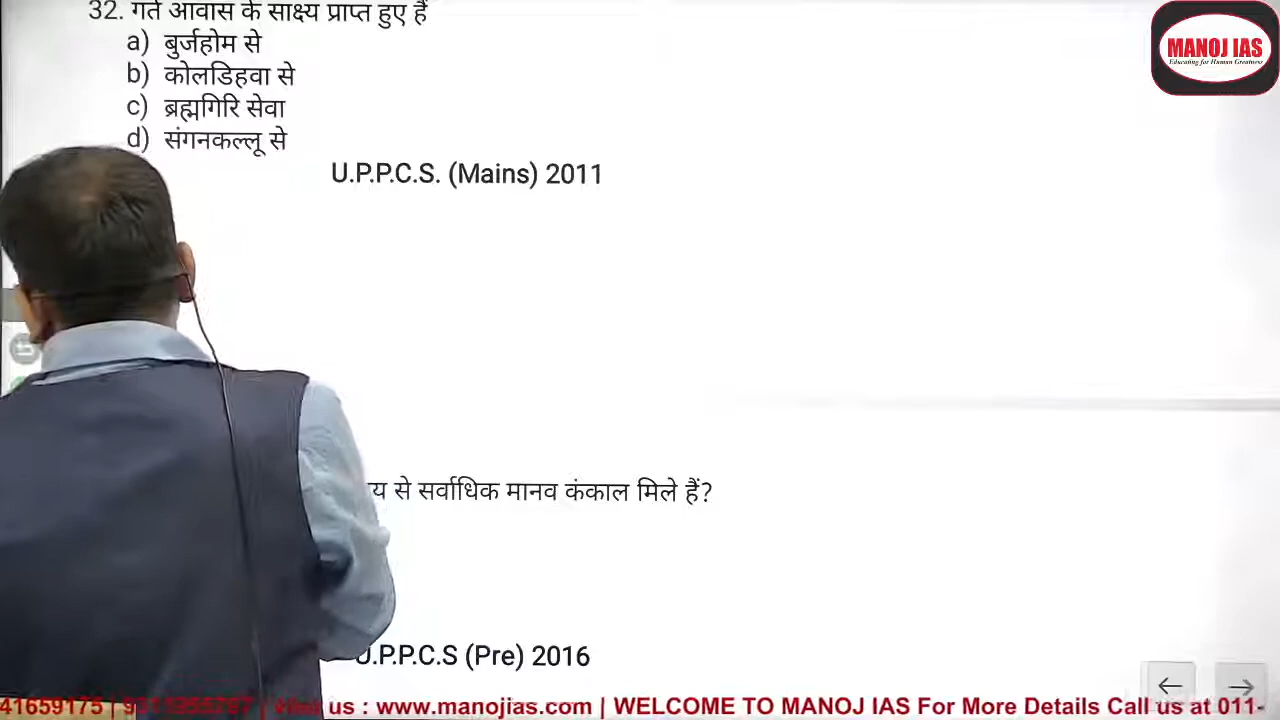 32. गर्त आवास के साक्ष्य प्राप्त हुए हैं
a) बुर्जहोम से
b) कोलडिहवा से
c) ब्रह्मगिरि सेवा
d) संगनकल्लू से
U.P.P.C.S. (Mains) 2011
MANOJ IAS
Educating for Human Greatness
से सर्वाधिक मानव कंकाल मिले हैं?
U.P.P.C.S (Pre) 2016
41659175 | us : www.manojias.com | WELCOME TO MANOJ IAS For More Details Call us at 011-